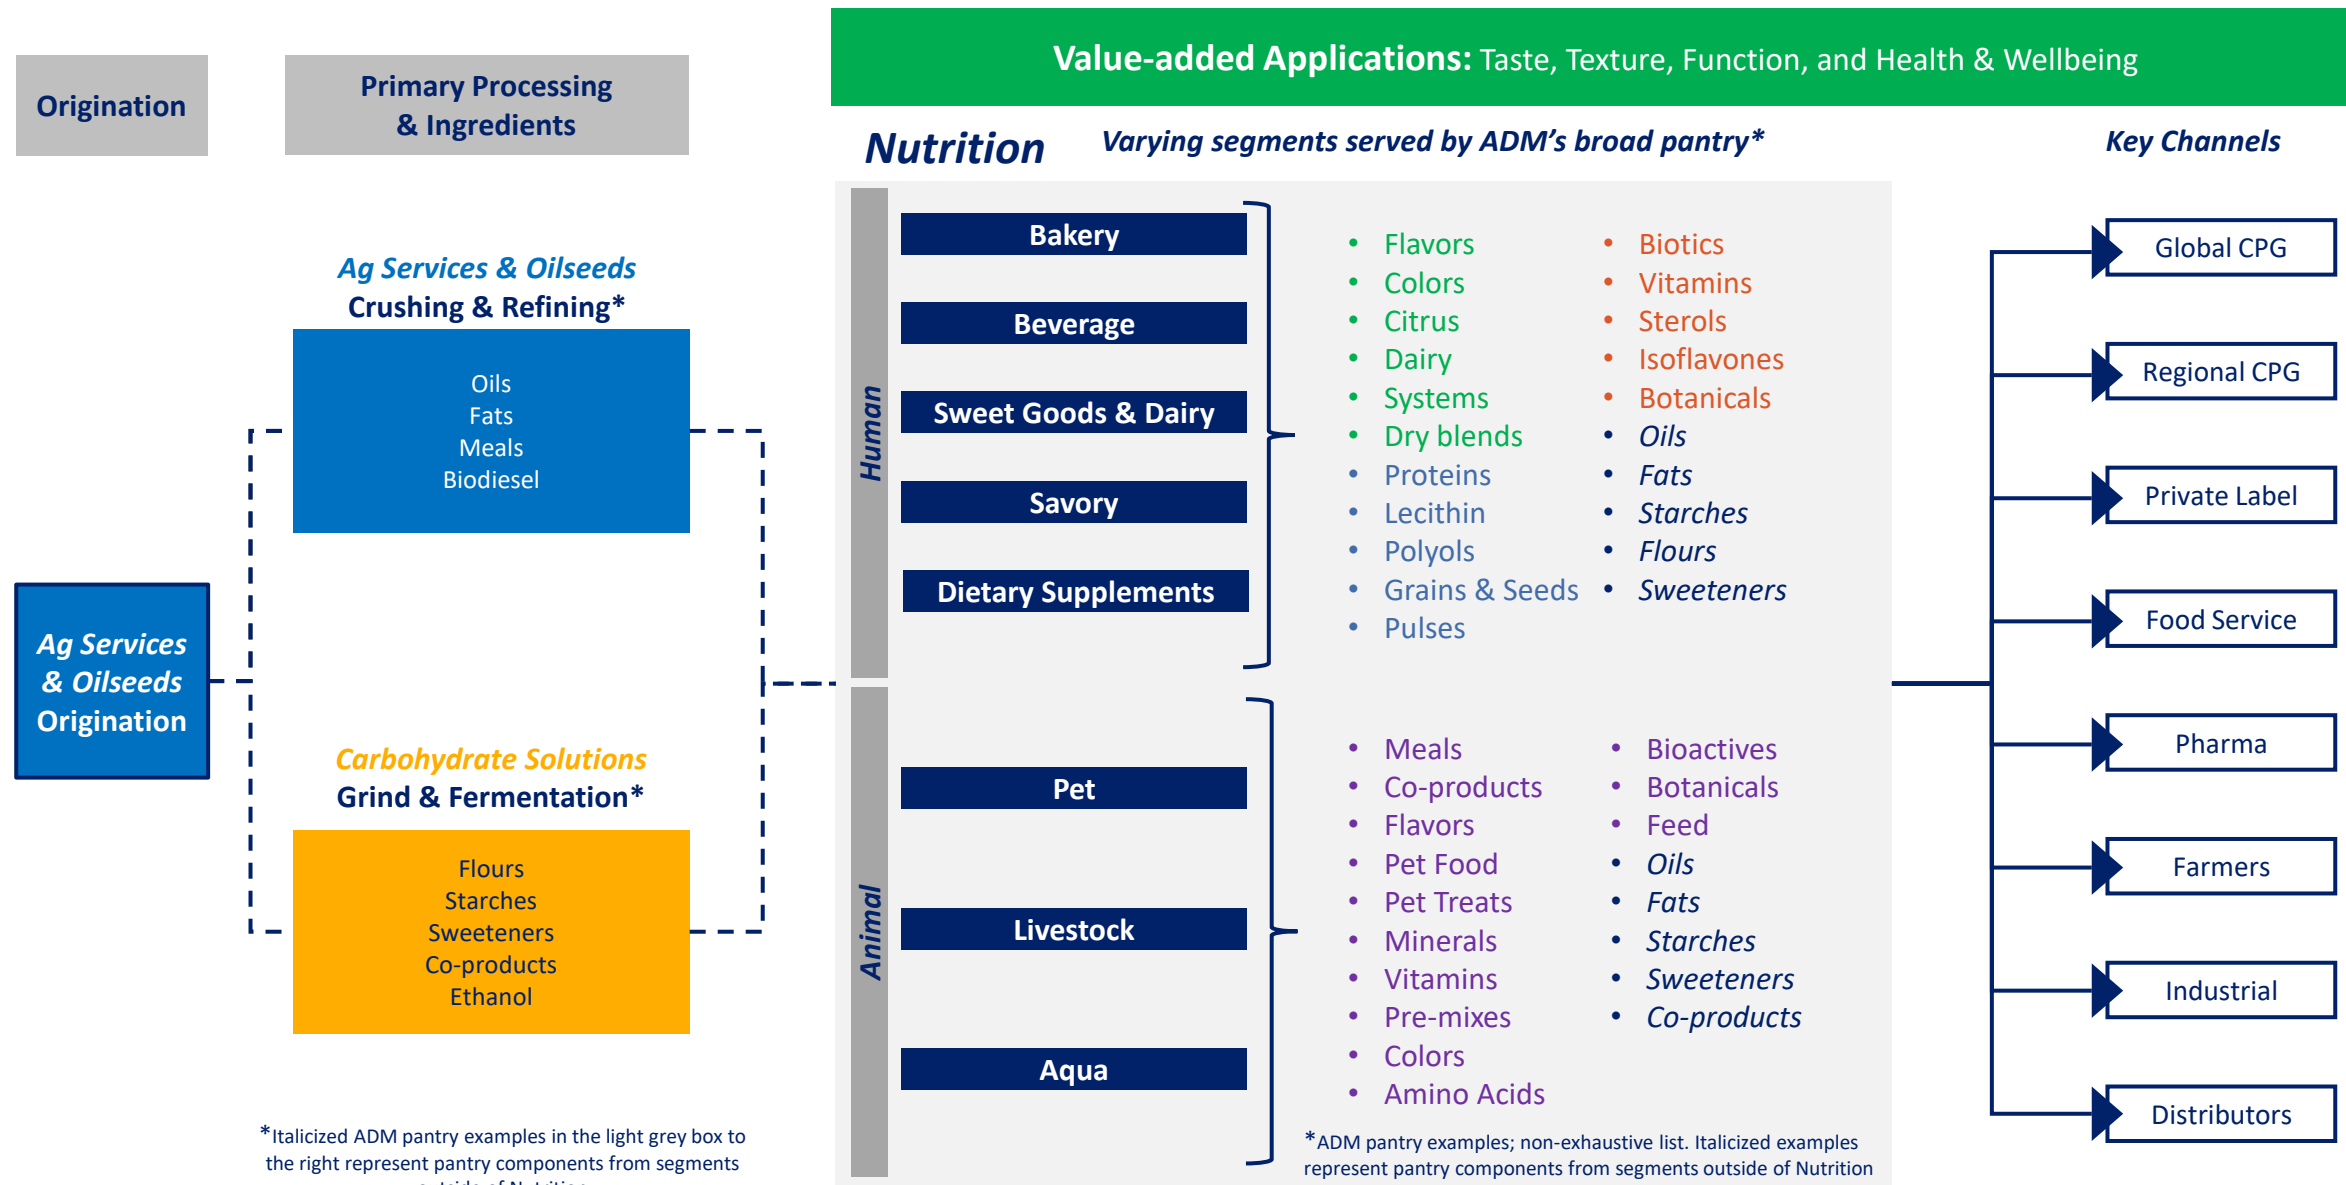 Value-added Applications: Taste, Texture, Function, and Health & Wellbeing
Origination
Primary Processing
& Ingredients
Nutrition
Varying segments served by ADM's broad pantry*
Key Channels
Ag Services & Oilseeds
Crushing & Refining*
Oils
Fats
Meals
Biodiesel
Ag Services
& Oilseeds
Origination
Carbohydrate Solutions
Grind & Fermentation*
Flours
Starches
Sweeteners
Co-products
Ethanol
*Italicized ADM pantry examples in the light grey box to
the right represent pantry components from segments
outside of Nutrition
Human
Bakery
Beverage
Sweet Goods & Dairy
Savory
Dietary Supplements
• Flavors
• Colors
• Citrus
• Dairy
• Systems
• Dry blends
• Proteins
• Lecithin
• Polyols
• Grains & Seeds
• Pulses
• Biotics
• Vitamins
• Sterols
• Isoflavones
• Botanicals
• Oils
• Fats
• Starches
• Flours
• Sweeteners
Animal
Pet
Livestock
Aqua
• Meals
• Co-products
• Flavors
• Pet Food
• Pet Treats
• Minerals
• Vitamins
• Pre-mixes
• Colors
• Amino Acids
• Bioactives
• Botanicals
• Feed
• Oils
• Fats
• Starches
• Sweeteners
• Co-products
*ADM pantry examples; non-exhaustive list. Italicized examples
represent pantry components from segments outside of Nutrition
Global CPG
Regional CPG
Private Label
Food Service
Pharma
Farmers
Industrial
Distributors